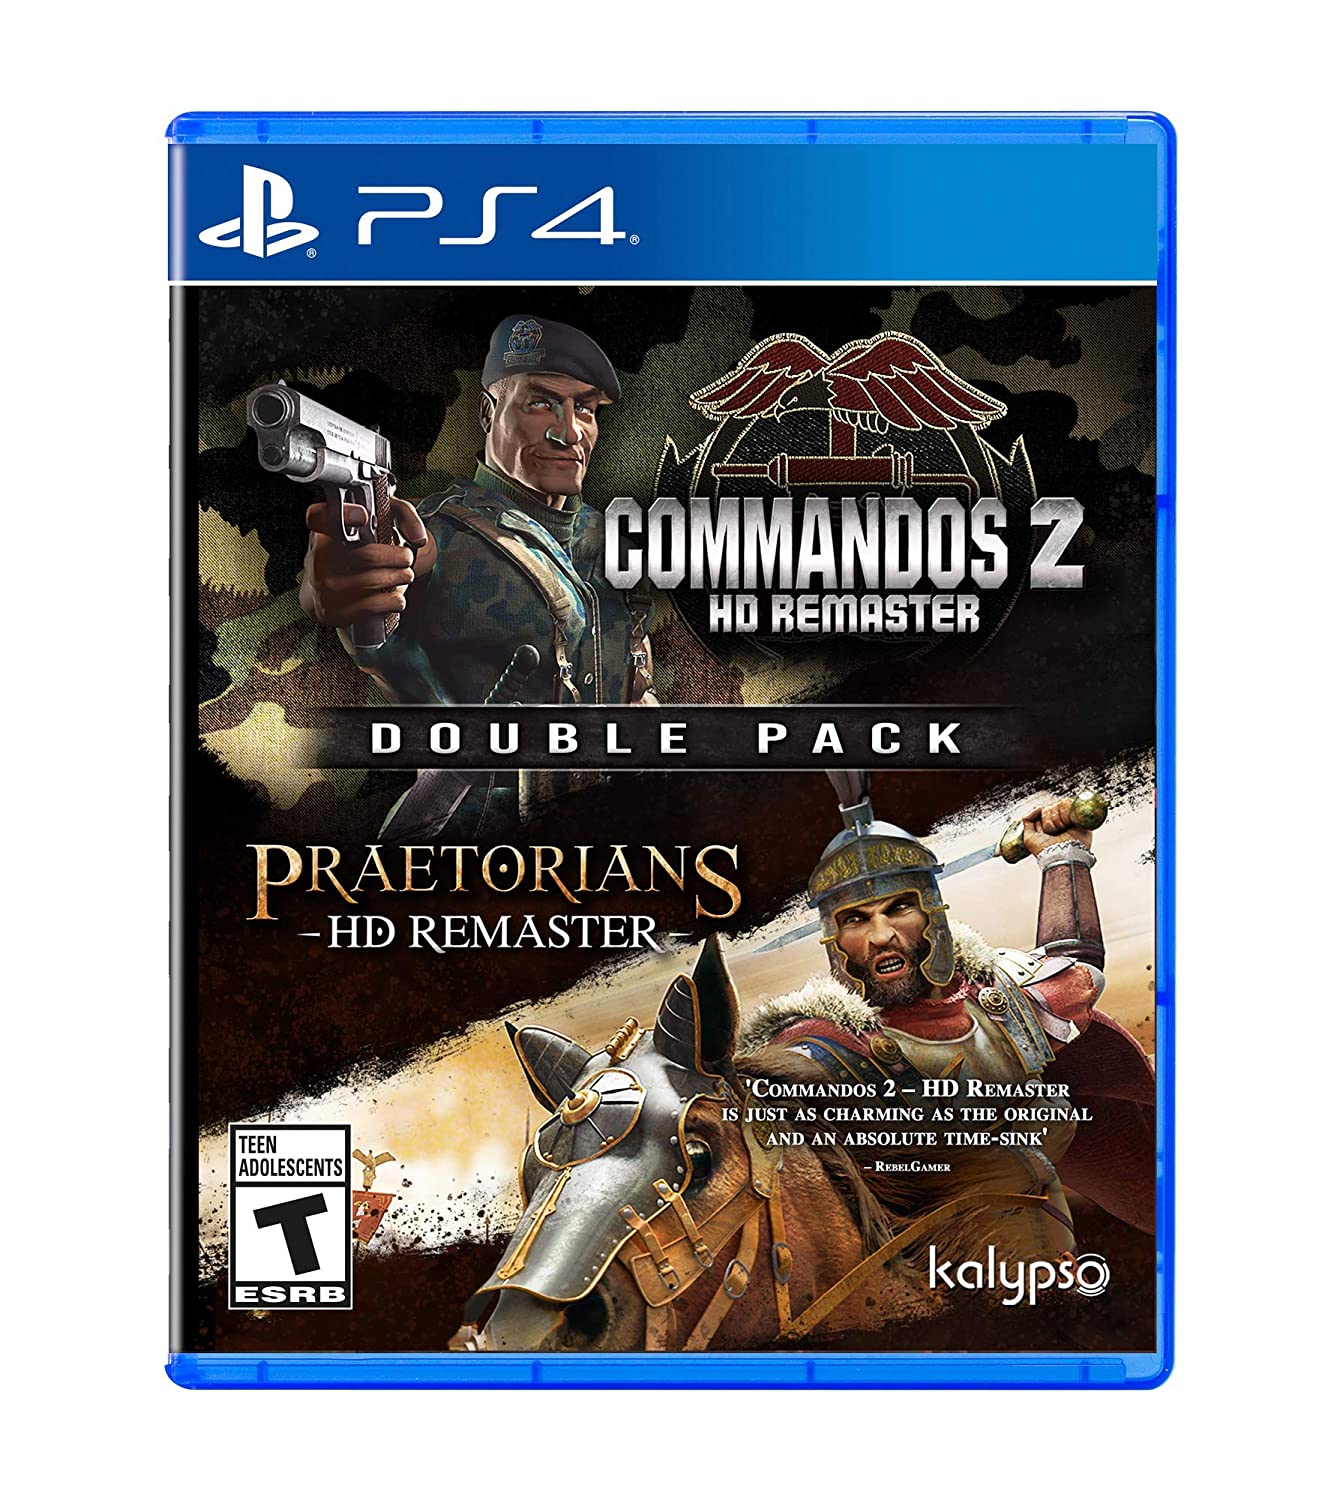 PS4
COMMANDOS 2
HD REMASTER
DOUBLE PACK
PRAETORIANS
- HD REMASTER -
'COMMANDOS 2 – HD REMASTER
IS JUST AS CHARMING AS THE ORIGINAL
AND AN ABSOLUTE TIME-SINK'
– REBELGAMER
TEEN
ADOLESCENTS
T
ESRB
kalypso